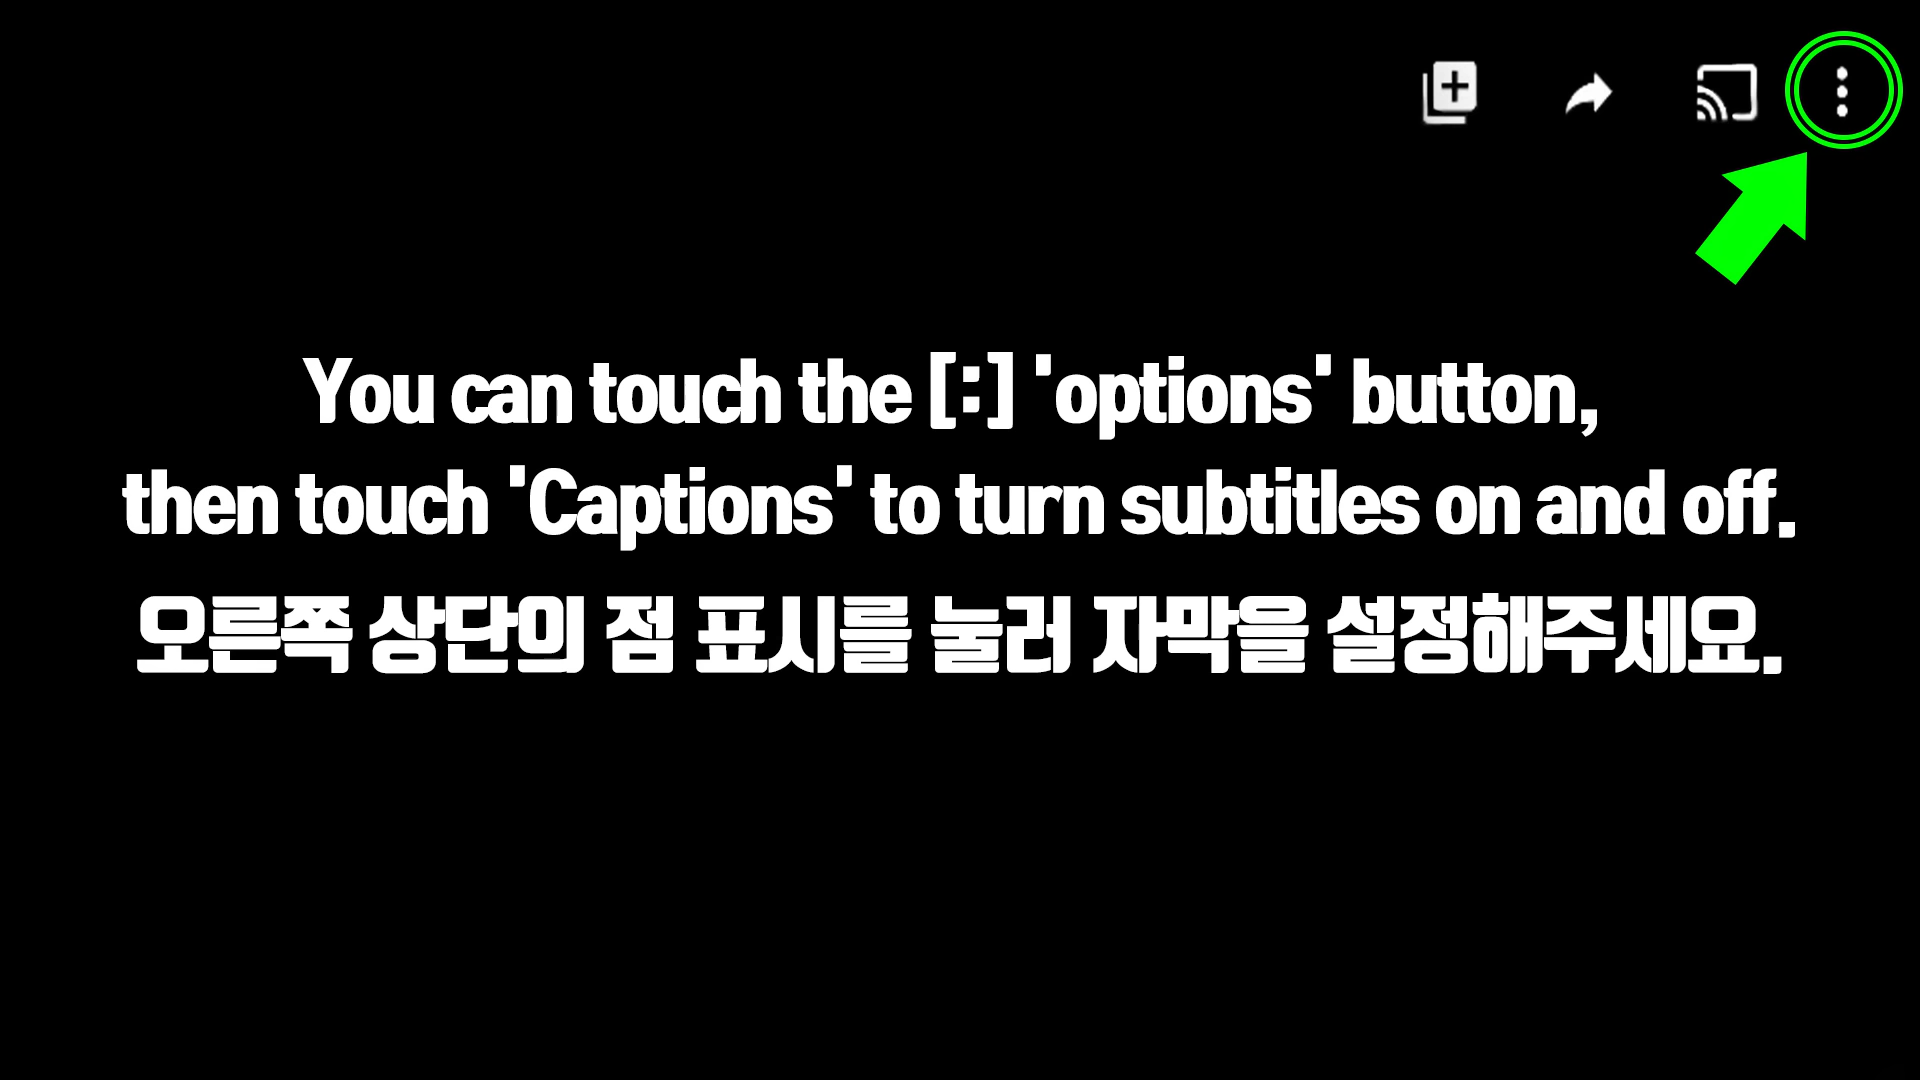 You can touch the [:] 'options' button,
then touch 'Captions' to turn subtitles on and off.
오른쪽 상단의 점 표시를 눌러 자막을 설정해주세요.